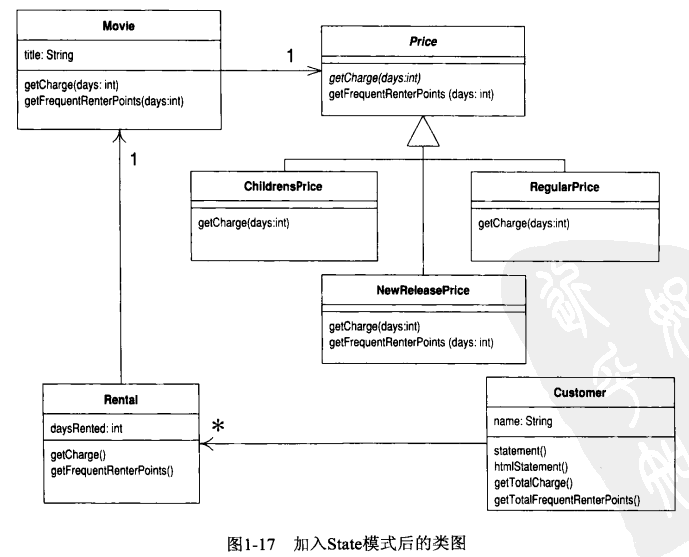 Movie
title: String
getCharge(days: int)
getFrequentRenterPoints(days:int)
1
Price
getCharge(days:int)
getFrequentRenterPoints (days: int)
1
ChildrensPrice
getCharge(days:int)
RegularPrice
getCharge(days:int)
NewReleasePrice
getCharge(days:int)
getFrequentRenterPoints (days: int)
Rental
daysRented: int
getCharge()
getFrequentRenterPoints()
*
Customer
name: String
statement()
htmlStatement()
getTotalCharge()
getTotalFrequentRenterPoints()
图1-17 加入State模式后的类图